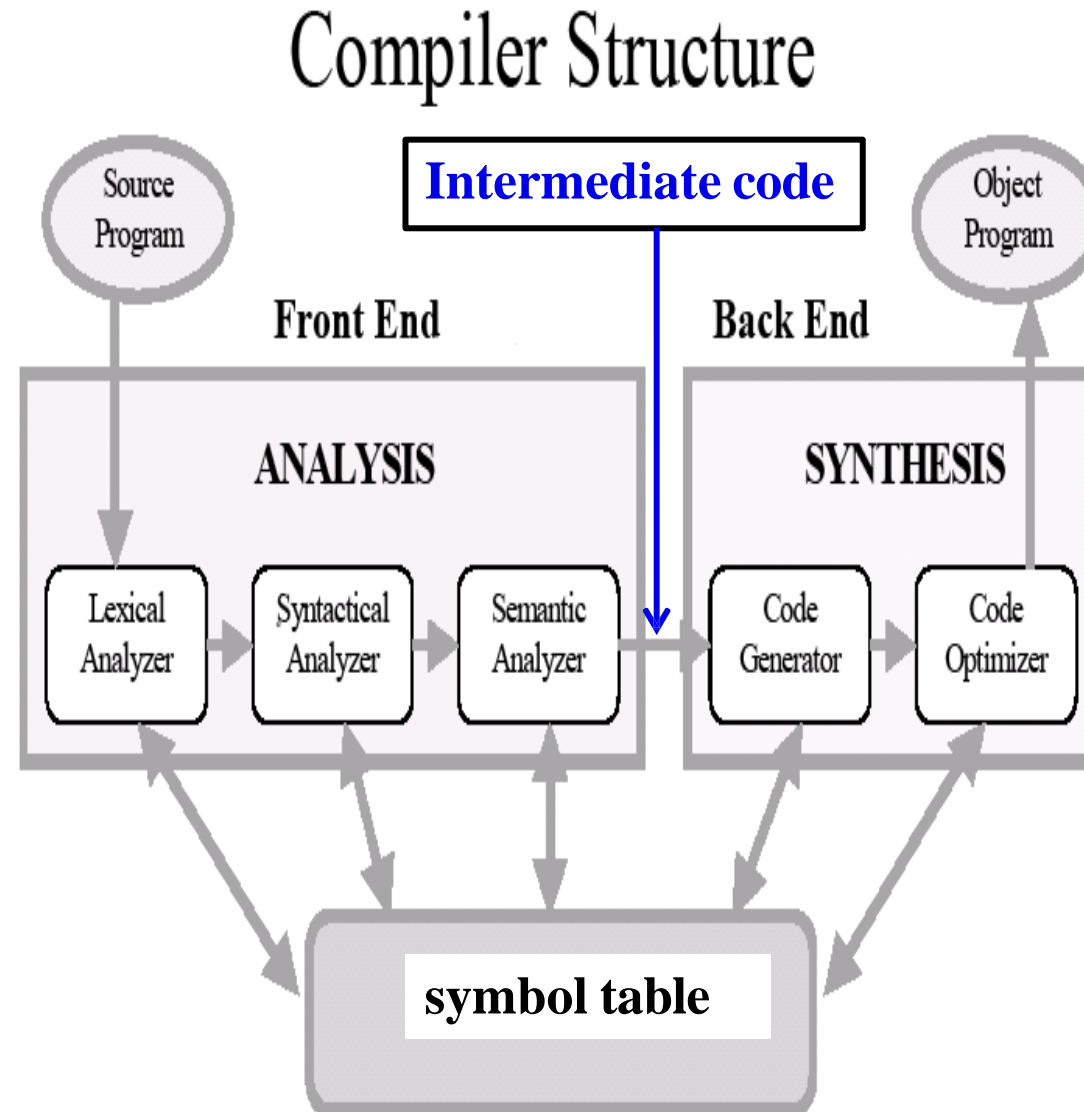 Compiler Structure
Source
Program
Intermediate code
Object
Program
Front End
Back End
ANALYSIS
SYNTHESIS
Lexical
Analyzer
Syntactical
Analyzer
Semantic
Analyzer
Code
Generator
Code
Optimizer
symbol table